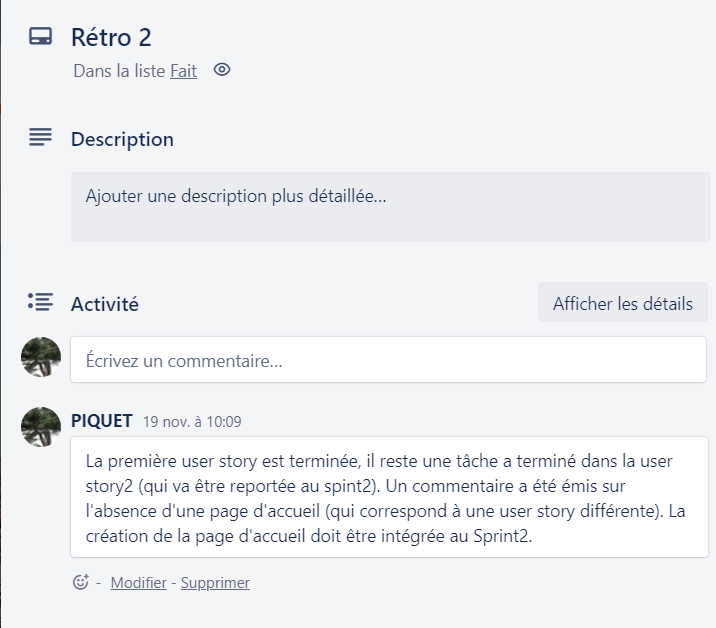 Rétro 2
Dans la liste Fait
Description
Ajouter une description plus détaillée…
Activité
Afficher les détails
Écrivez un commentaire…
PIQUET 19 nov. à 10:09
La première user story est terminée, il reste une tâche a terminé dans la user
story2 (qui va être reportée au spint2). Un commentaire a été émis sur
l'absence d'une page d'accueil (qui correspond à une user story différente). La
création de la page d'accueil doit être intégrée au Sprint2.
- Modifier - Supprimer